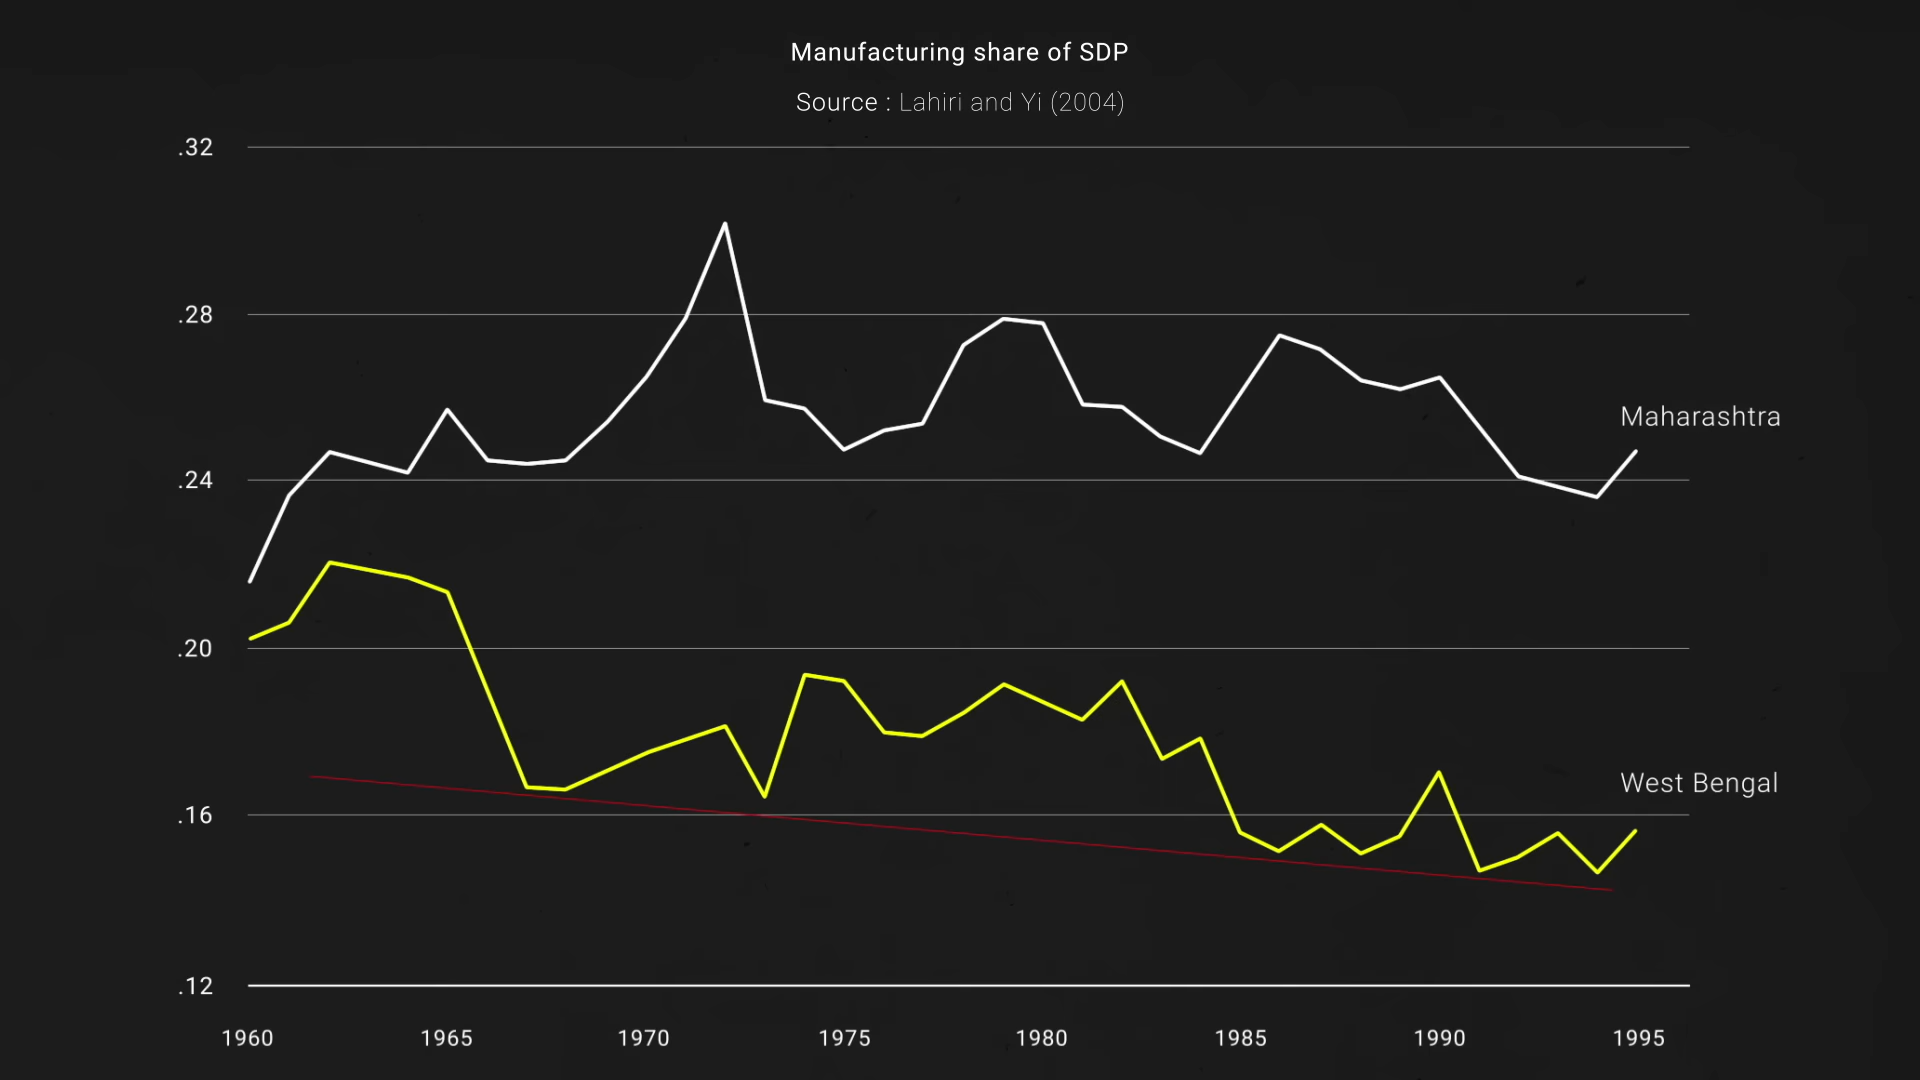 Manufacturing share of SDP
Source : Lahiri and Yi (2004)
.32
.28
Maharashtra
.24
.20
West Bengal
.16
.12
1960 1965 1970 1975 1980 1985 1990 1995